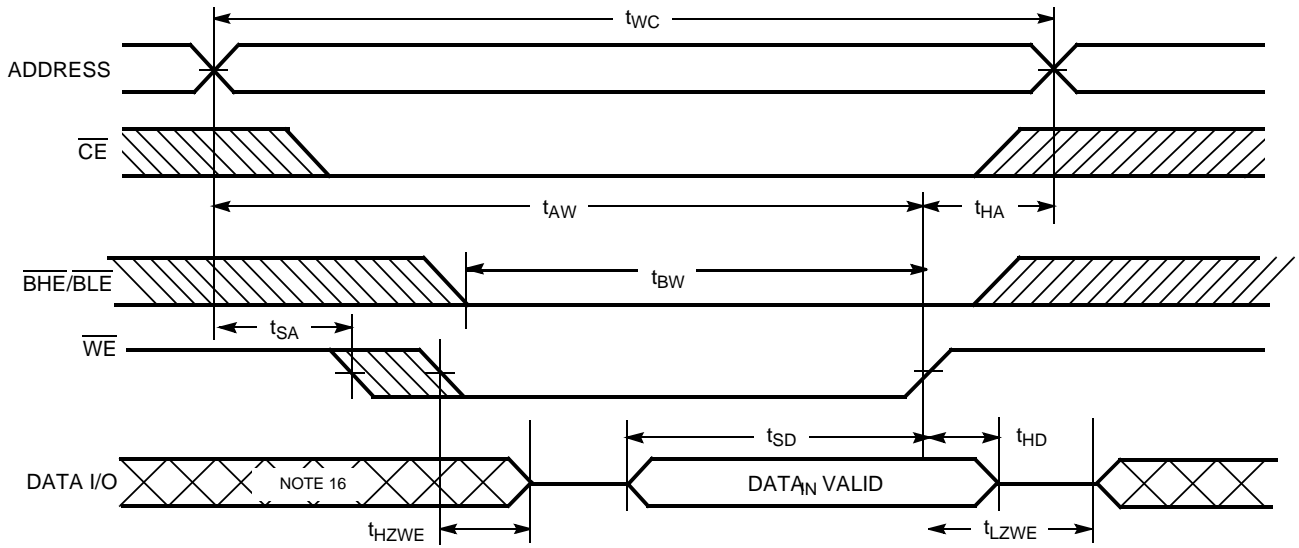 tWC
ADDRESS
CE
tAW
tHA
BHE/BLE
tBW
tSA
WE
tSD
tHD
DATA I/O
NOTE 16
DATAIN VALID
tHZWE
tLZWE